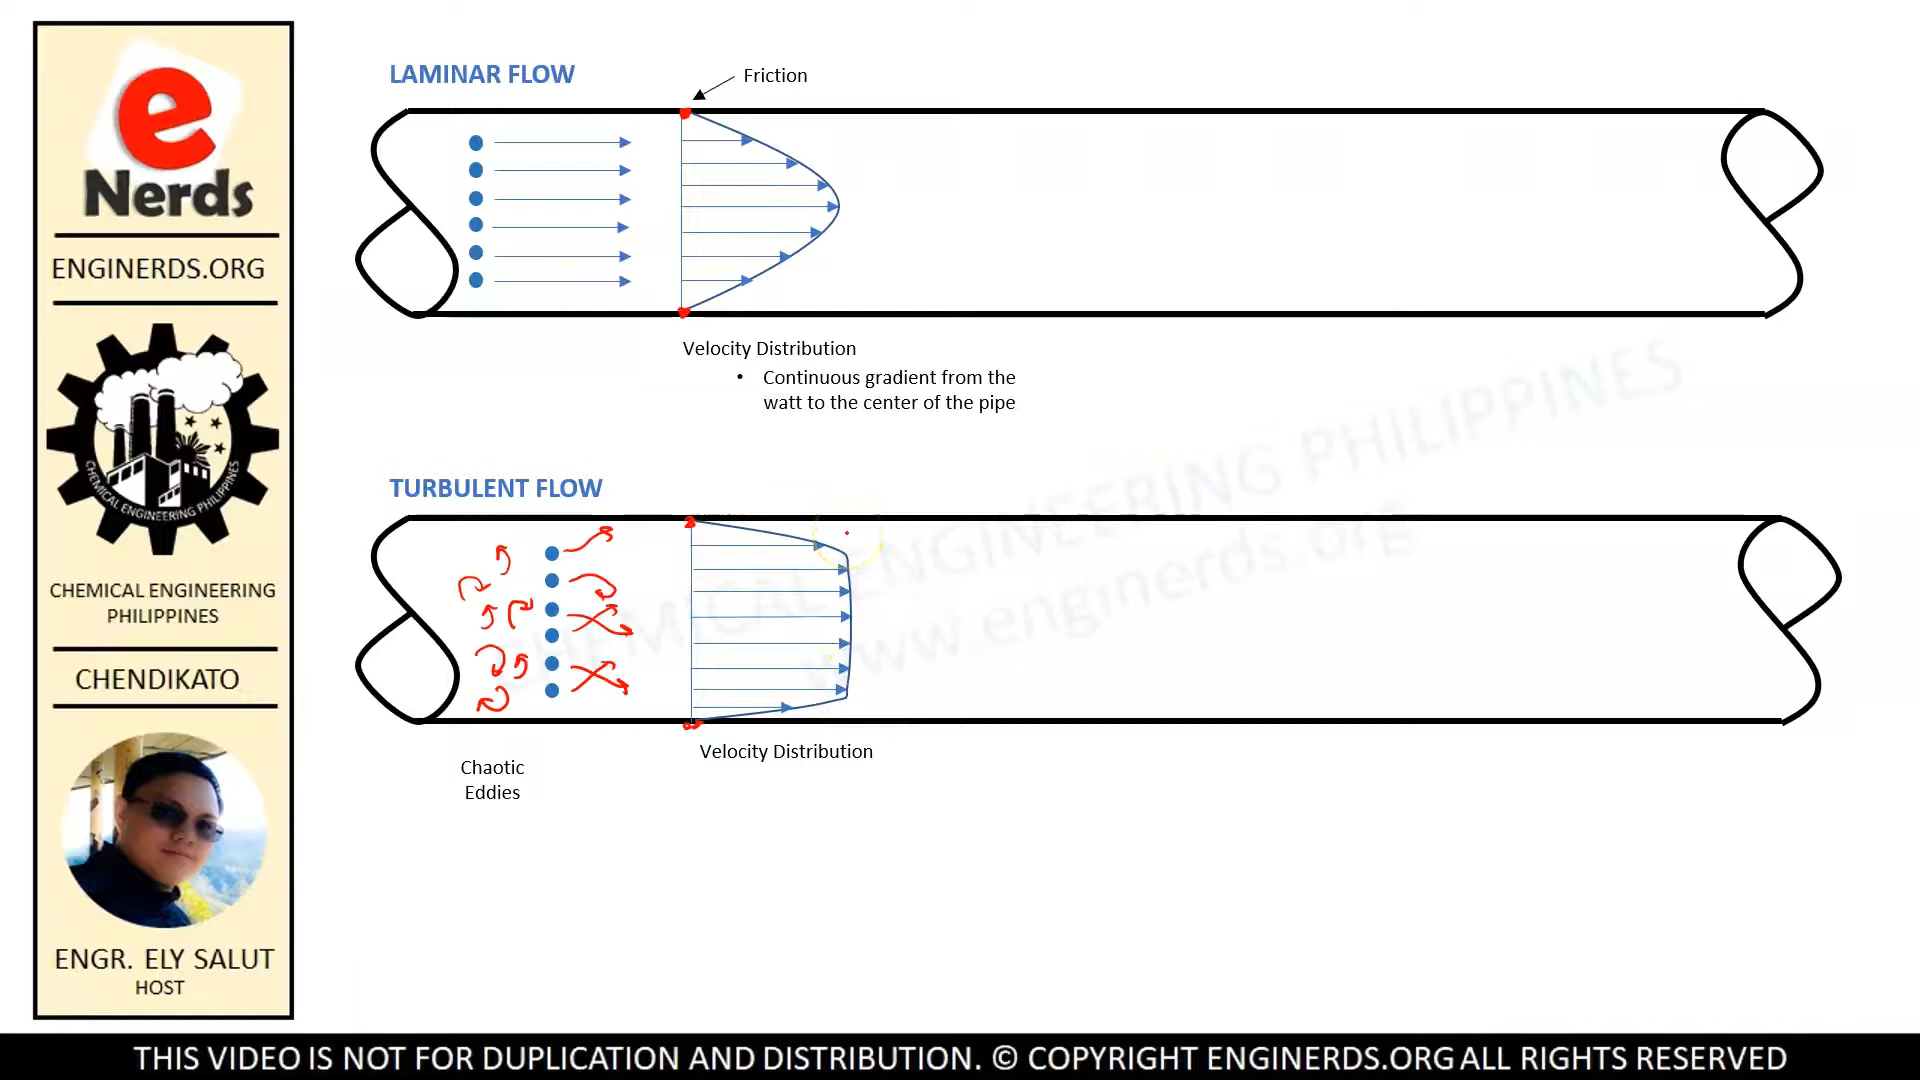 e
Nerds
ENGINERDS.ORG
CHEMICAL ENGINEERING PHILIPPINES
CHEMICAL ENGINEERING
PHILIPPINES
CHENDIKATO
ENGR. ELY SALUT
HOST
LAMINAR FLOW
Friction
Velocity Distribution
• Continuous gradient from the
watt to the center of the pipe
TURBULENT FLOW
Velocity Distribution
Chaotic
Eddies
CHEMICAL ENGINEERING PHILIPPINES
www.enginerds.org
THIS VIDEO IS NOT FOR DUPLICATION AND DISTRIBUTION. © COPYRIGHT ENGINERDS.ORG ALL RIGHTS RESERVED